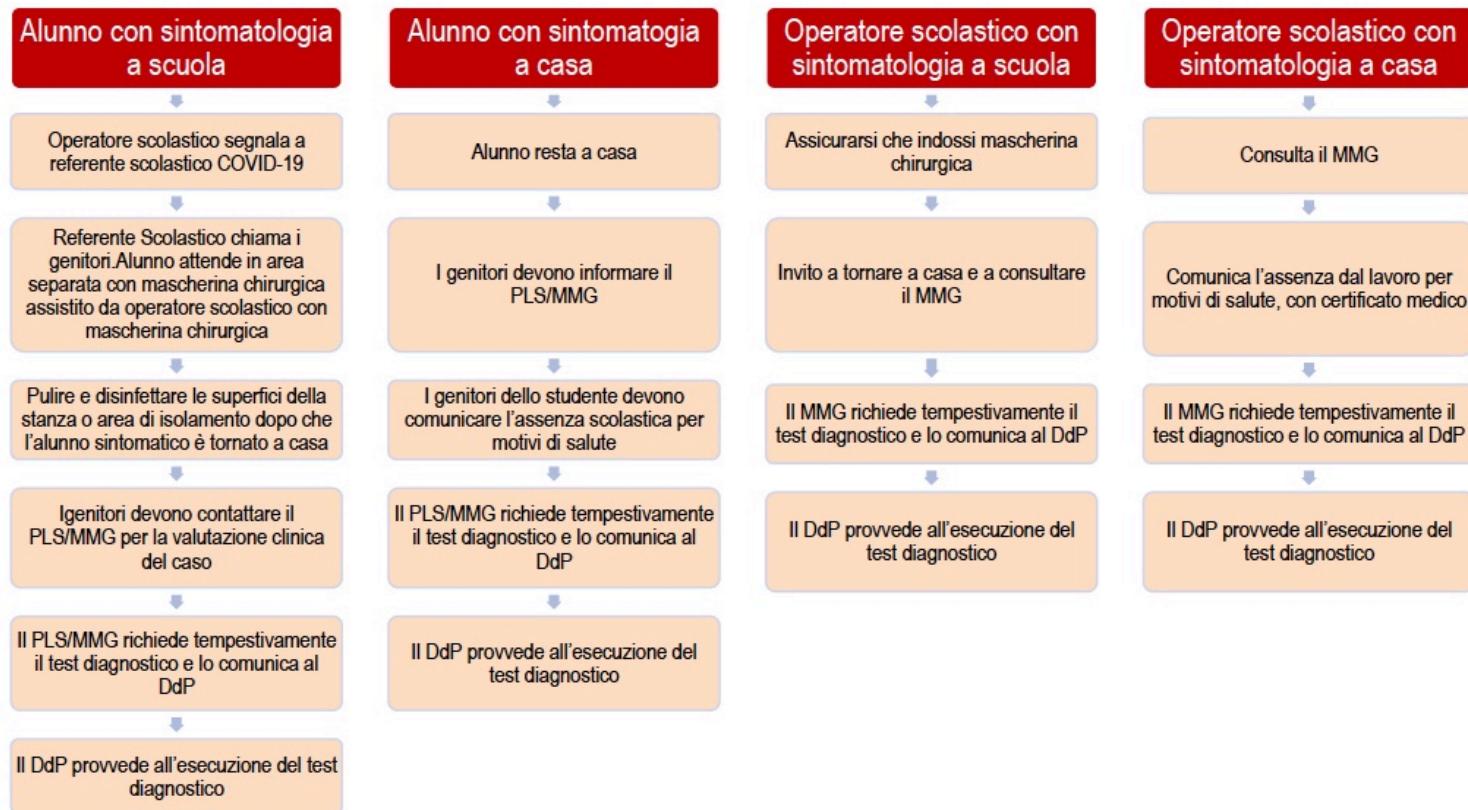 Alunno con sintomatologia
a scuola
Operatore scolastico segnala a
referente scolastico COVID-19
Referente Scolastico chiama i
genitori.Alunno attende in area
separata con mascherina chirurgica
assistito da operatore scolastico con
mascherina chirurgica
Pulire e disinfettare le superfici della
stanza o area di isolamento dopo che
l'alunno sintomatico è tornato a casa
Igenitori devono contattare il
PLS/MMG per la valutazione clinica
del caso
Il PLS/MMG richiede tempestivamente
il test diagnostico e lo comunica al
DdP
Il DdP provvede all'esecuzione del test
diagnostico
Alunno con sintomatogia
a casa
Alunno resta a casa
I genitori devono informare il
PLS/MMG
I genitori dello studente devono
comunicare l'assenza scolastica per
motivi di salute
Il PLS/MMG richiede tempestivamente
il test diagnostico e lo comunica al
DdP
Il DdP provvede all'esecuzione del
test diagnostico
Operatore scolastico con
sintomatologia a scuola
Assicurarsi che indossi mascherina
chirurgica
Invito a tornare a casa e a consultare
il MMG
Il MMG richiede tempestivamente il
test diagnostico e lo comunica al DdP
Il DdP provvede all'esecuzione del
test diagnostico
Operatore scolastico con
sintomatologia a casa
Consulta il MMG
Comunica l'assenza dal lavoro per
motivi di salute, con certificato medico
Il MMG richiede tempestivamente il
test diagnostico e lo comunica al DdP
Il DdP provvede all'esecuzione del
test diagnostico